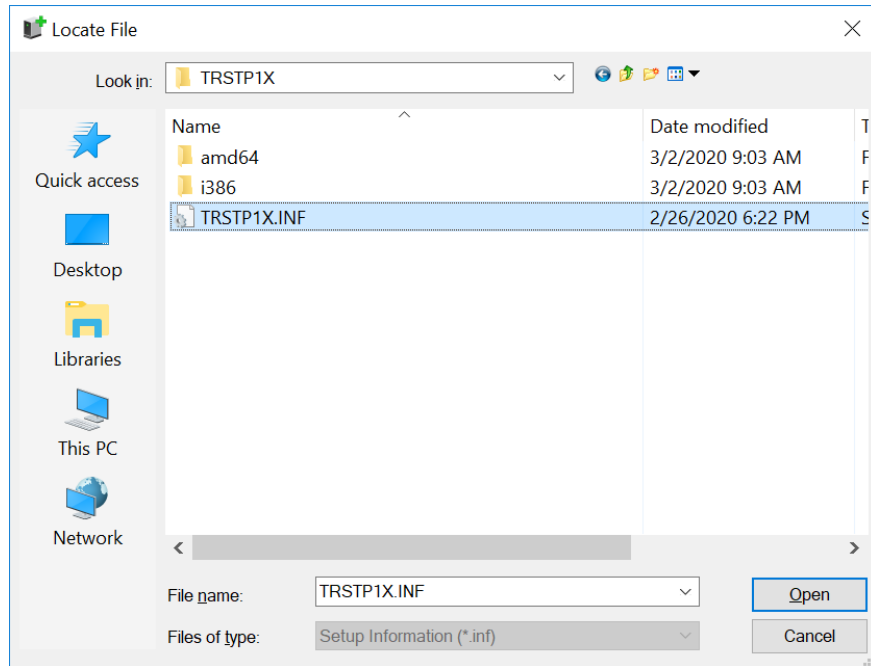 Locate File
Look in: TRSTP1X
Name Date modified T
amd64 3/2/2020 9:03 AM F
i386 3/2/2020 9:03 AM F
TRSTP1X.INF 2/26/2020 6:22 PM S
Quick access
Desktop
Libraries
This PC
Network
File name: TRSTP1X.INF Open
Files of type: Setup Information (*.inf) Cancel